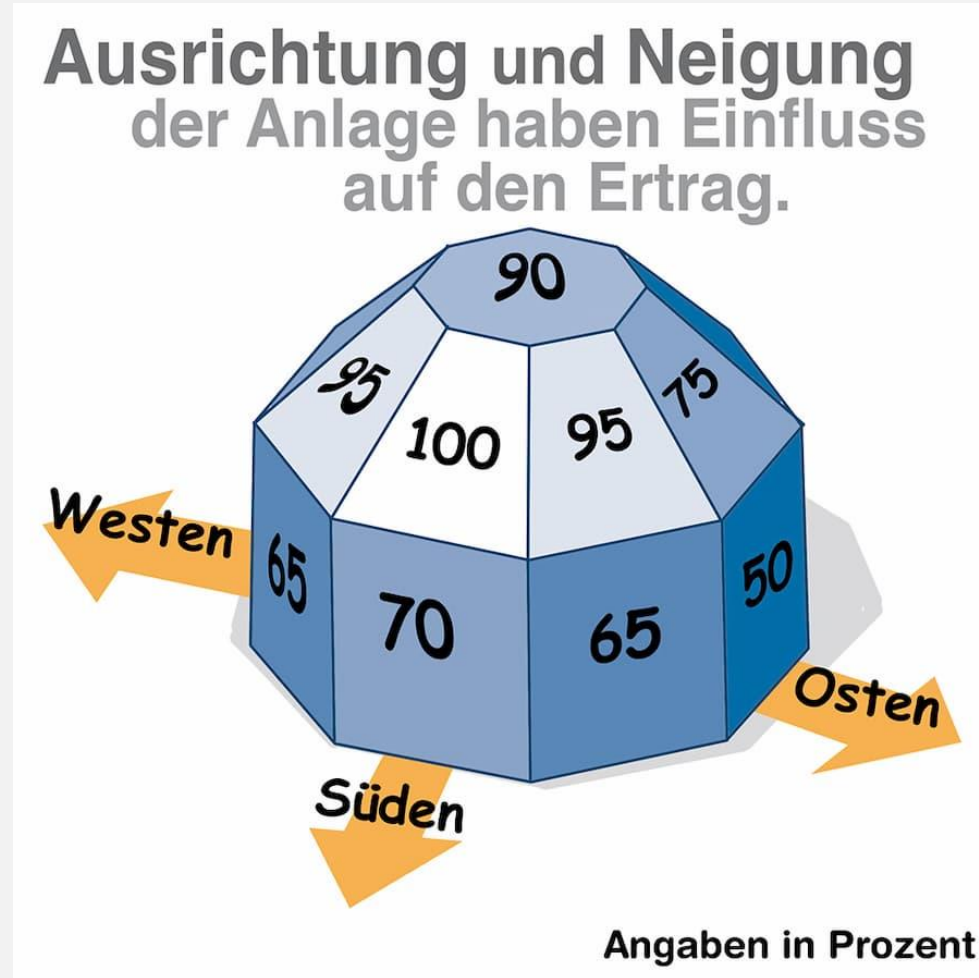 Ausrichtung und Neigung
der Anlage haben Einfluss
auf den Ertrag.
90
95
100
95
75
Westen
65
70
65
50
Osten
Süden
Angaben in Prozent